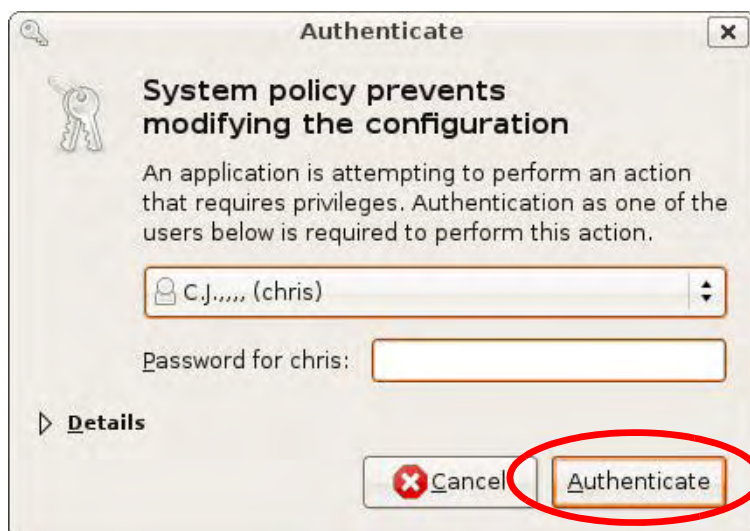 Authenticate
System policy prevents
modifying the configuration
An application is attempting to perform an action
that requires privileges. Authentication as one of the
users below is required to perform this action.
C.J.,,,, (chris)
Password for chris:
Details
Cancel
Authenticate